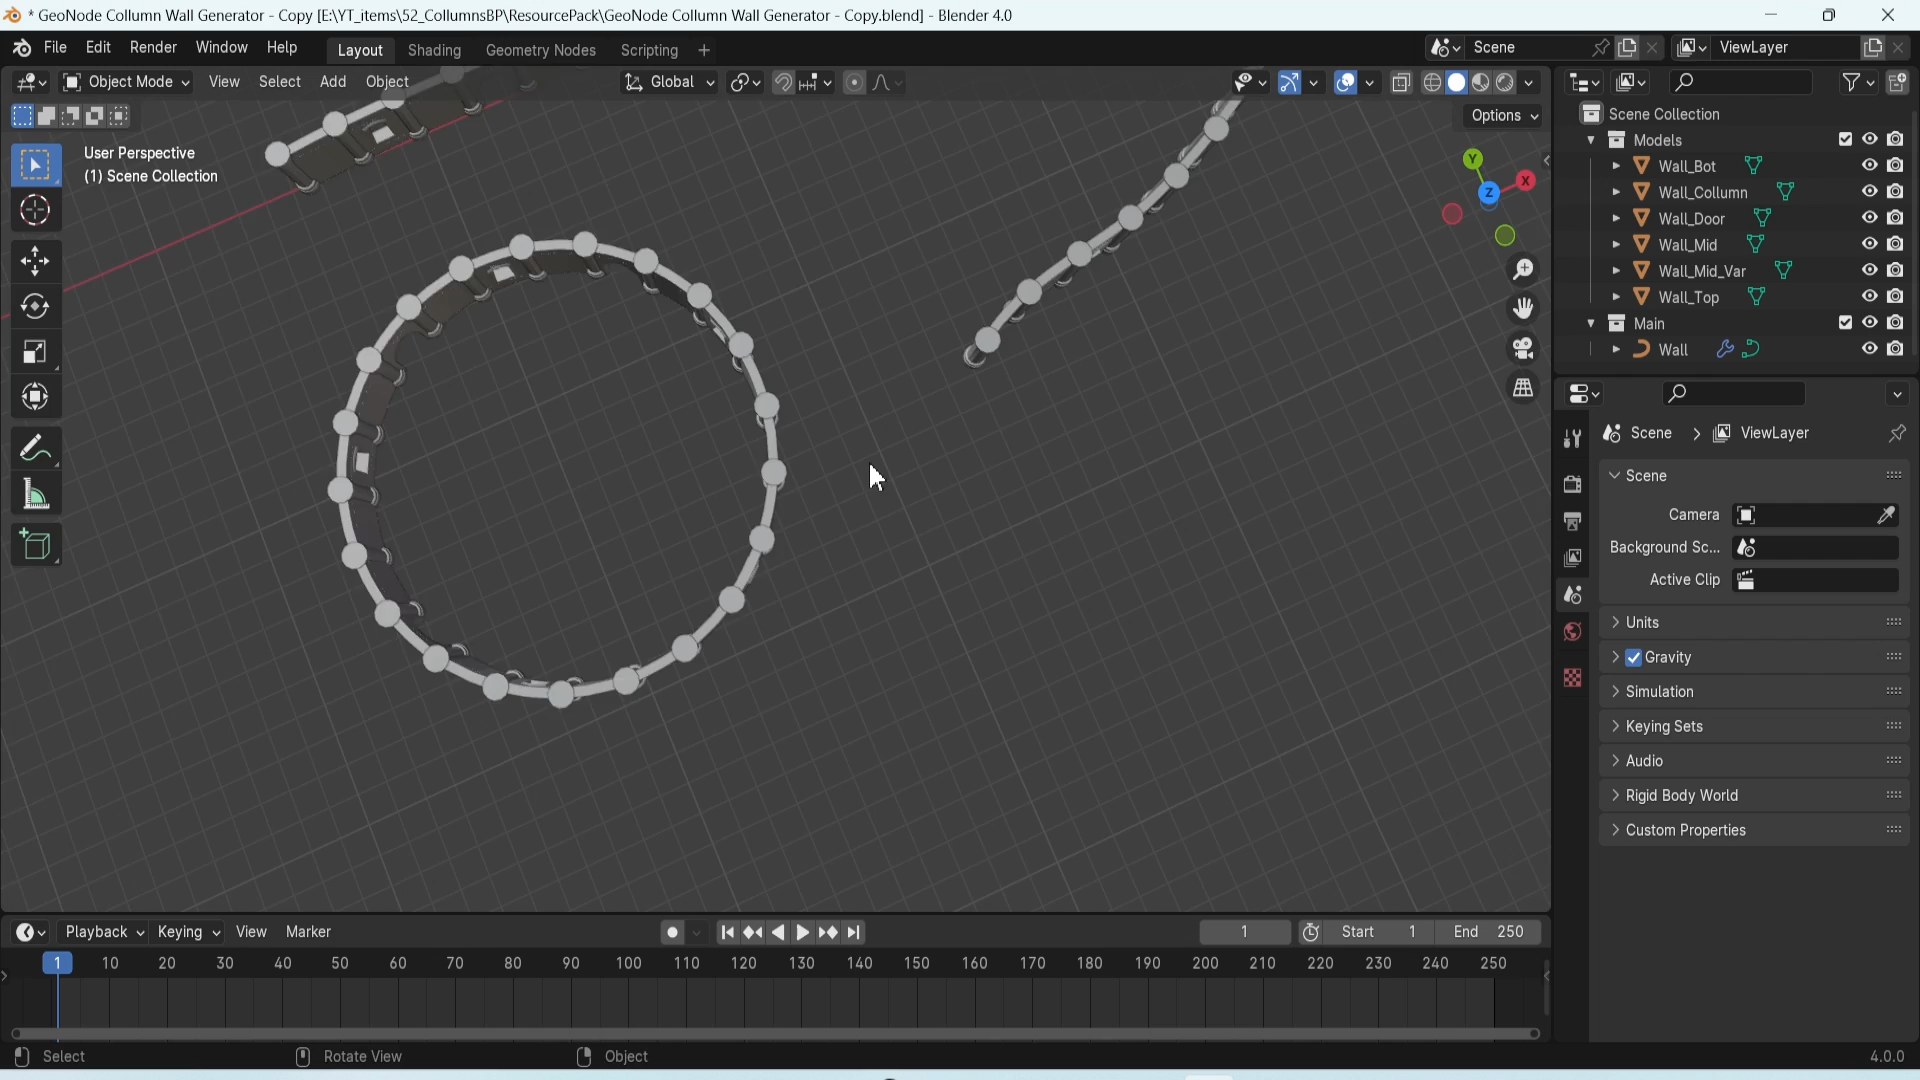 * GeoNode Collumn Wall Generator - Copy [E:\YT_items\52_CollumnsBP\ResourcePack\GeoNode Collumn Wall Generator - Copy.blend] - Blender 4.0
File Edit Render Window Help Layout Shading Geometry Nodes Scripting + Scene ViewLayer
Object Mode View Select Add Object Global
Options
User Perspective
(1) Scene Collection
Y
X
Z
Scene Collection
Models
Wall_Bot
Wall_Collumn
Wall_Door
Wall_Mid
Wall_Mid_Var
Wall_Top
Main
Wall
Scene > ViewLayer
Scene
Camera
Background Sc...
Active Clip
Units
Gravity
Simulation
Keying Sets
Audio
Rigid Body World
Custom Properties
Playback Keying View Marker 1 Start 1 End 250
1 10 20 30 40 50 60 70 80 90 100 110 120 130 140 150 160 170 180 190 200 210 220 230 240 250
Select Rotate View Object 4.0.0